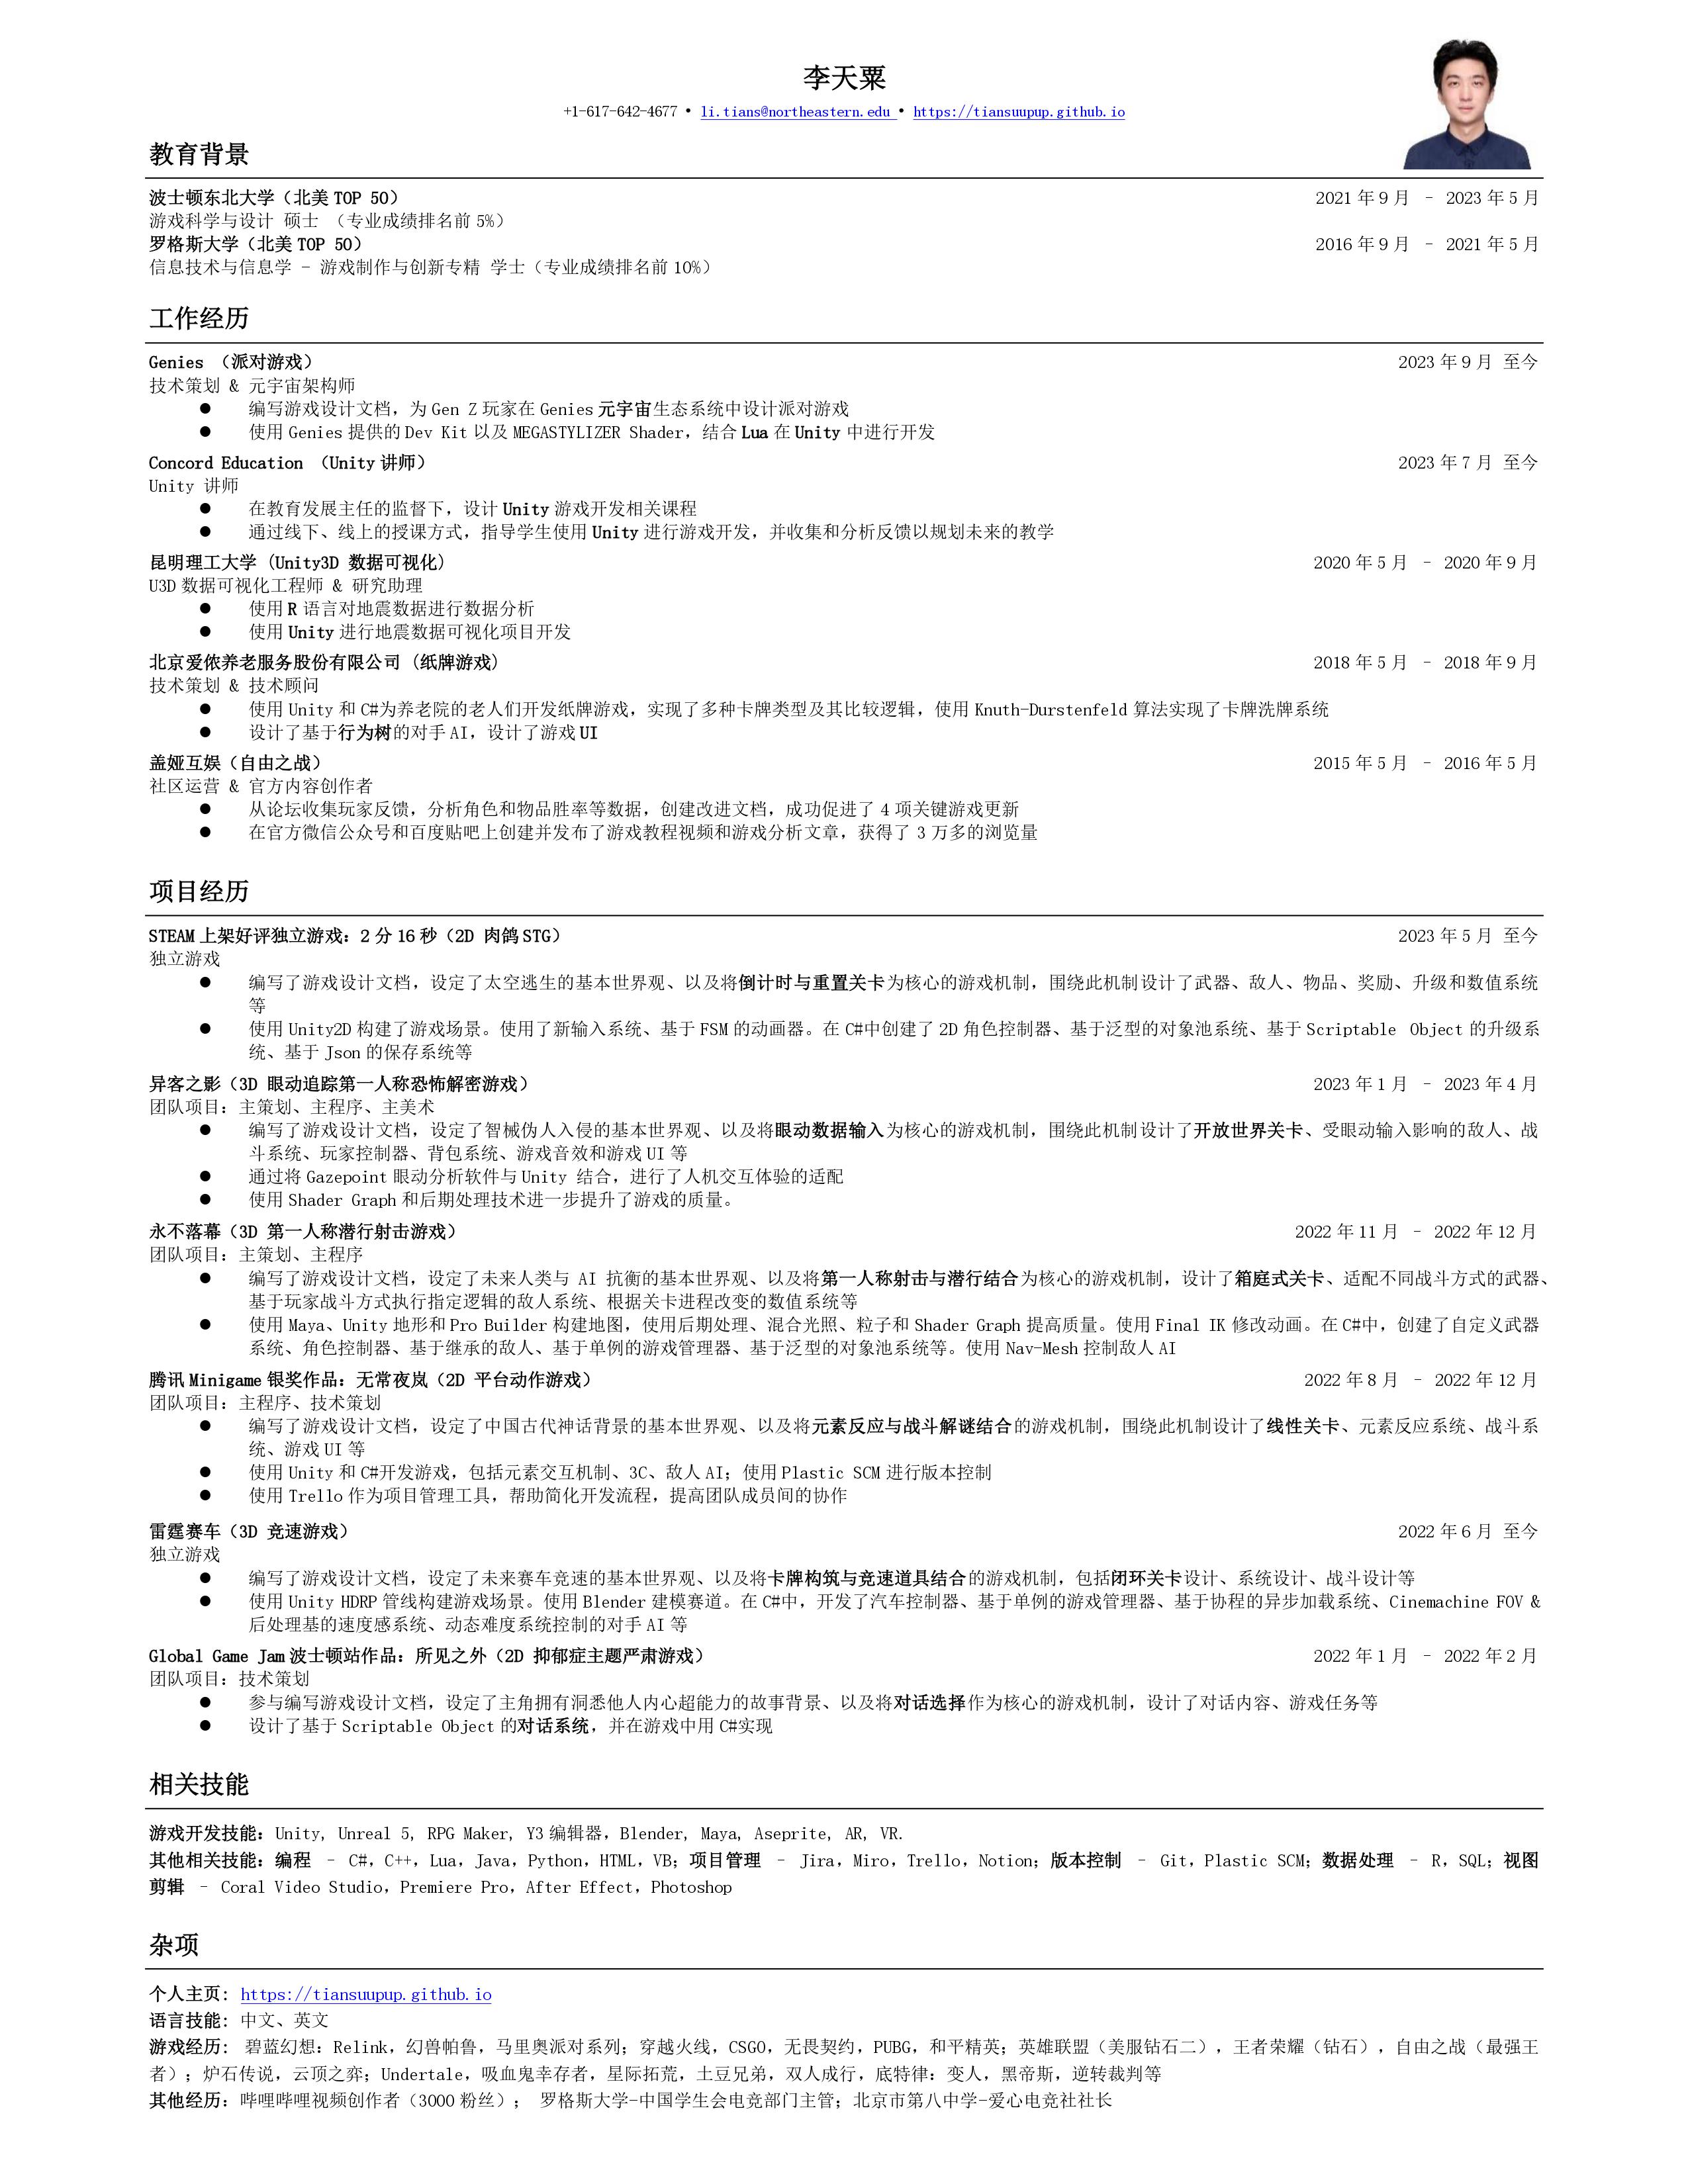 李天粟
+1-617-642-4677 • li.tians@northeastern.edu • https://tiansuupup.github.io
教育背景
波士顿东北大学（北美 TOP 50） 2021 年 9 月 – 2023 年 5 月
游戏科学与设计 硕士 （专业成绩排名前 5%）
罗格斯大学（北美 TOP 50） 2016 年 9 月 – 2021 年 5 月
信息技术与信息学 - 游戏制作与创新专精 学士（专业成绩排名前 10%）
工作经历
Genies （派对游戏） 2023 年 9 月 至今
技术策划 & 元宇宙架构师
● 编写游戏设计文档，为 Gen Z 玩家在 Genies 元宇宙生态系统中设计派对游戏
● 使用 Genies 提供的 Dev Kit 以及 MEGASTYLIZER Shader，结合 Lua 在 Unity 中进行开发
Concord Education （Unity 讲师） 2023 年 7 月 至今
Unity 讲师
● 在教育发展主任的监督下，设计 Unity 游戏开发相关课程
● 通过线下、线上的授课方式，指导学生使用 Unity 进行游戏开发，并收集和分析反馈以规划未来的教学
昆明理工大学 (Unity3D 数据可视化) 2020 年 5 月 – 2020 年 9 月
U3D 数据可视化工程师 & 研究助理
● 使用 R 语言对地震数据进行数据分析
● 使用 Unity 进行地震数据可视化项目开发
北京爱侬养老服务股份有限公司 (纸牌游戏) 2018 年 5 月 – 2018 年 9 月
技术策划 & 技术顾问
● 使用 Unity 和 C#为养老院的老人们开发纸牌游戏，实现了多种卡牌类型及其比较逻辑，使用 Knuth-Durstenfeld 算法实现了卡牌洗牌系统
● 设计了基于行为树的对手 AI，设计了游戏 UI
盖娅互娱（自由之战） 2015 年 5 月 – 2016 年 5 月
社区运营 & 官方内容创作者
● 从论坛收集玩家反馈，分析角色和物品胜率等数据，创建改进文档，成功促进了 4 项关键游戏更新
● 在官方微信公众号和百度贴吧上创建并发布了游戏教程视频和游戏分析文章，获得了 3 万多的浏览量
项目经历
STEAM 上架好评独立游戏：2 分 16 秒（2D 肉鸽 STG） 2023 年 5 月 至今
独立游戏
● 编写了游戏设计文档，设定了太空逃生的基本世界观、以及将倒计时与重置关卡为核心的游戏机制，围绕此机制设计了武器、敌人、物品、奖励、升级和数值系统
等
● 使用 Unity2D 构建了游戏场景。使用了新输入系统、基于 FSM 的动画器。在 C#中创建了 2D 角色控制器、基于泛型的对象池系统、基于 Scriptable Object 的升级系
统、基于 Json 的保存系统等
异客之影（3D 眼动追踪第一人称恐怖解密游戏） 2023 年 1 月 – 2023 年 4 月
团队项目：主策划、主程序、主美术
● 编写了游戏设计文档，设定了智械伪人入侵的基本世界观、以及将眼动数据输入为核心的游戏机制，围绕此机制设计了开放世界关卡、受眼动输入影响的敌人、战
斗系统、玩家控制器、背包系统、游戏音效和游戏 UI 等
● 通过将 Gazepoint 眼动分析软件与 Unity 结合，进行了人机交互体验的适配
● 使用 Shader Graph 和后期处理技术进一步提升了游戏的质量。
永不落幕（3D 第一人称潜行射击游戏） 2022 年 11 月 – 2022 年 12 月
团队项目：主策划、主程序
● 编写了游戏设计文档，设定了未来人类与 AI 抗衡的基本世界观、以及将第一人称射击与潜行结合为核心的游戏机制，设计了箱庭式关卡、适配不同战斗方式的武器、
基于玩家战斗方式执行指定逻辑的敌人系统、根据关卡进程改变的数值系统等
● 使用 Maya、Unity 地形和 Pro Builder 构建地图，使用后期处理、混合光照、粒子和 Shader Graph 提高质量。使用 Final IK 修改动画。在 C#中，创建了自定义武器
系统、角色控制器、基于继承的敌人、基于单例的游戏管理器、基于泛型的对象池系统等。使用 Nav-Mesh 控制敌人 AI
腾讯 Minigame 银奖作品：无常夜岚（2D 平台动作游戏） 2022 年 8 月 – 2022 年 12 月
团队项目：主程序、技术策划
● 编写了游戏设计文档，设定了中国古代神话背景的基本世界观、以及将元素反应与战斗解谜结合的游戏机制，围绕此机制设计了线性关卡、元素反应系统、战斗系
统、游戏 UI 等
● 使用 Unity 和 C#开发游戏，包括元素交互机制、3C、敌人 AI；使用 Plastic SCM 进行版本控制
● 使用 Trello 作为项目管理工具，帮助简化开发流程，提高团队成员间的协作
雷霆赛车（3D 竞速游戏） 2022 年 6 月 至今
独立游戏
● 编写了游戏设计文档，设定了未来赛车竞速的基本世界观、以及将卡牌构筑与竞速道具结合的游戏机制，包括闭环关卡设计、系统设计、战斗设计等
● 使用 Unity HDRP 管线构建游戏场景。使用 Blender 建模赛道。在 C#中，开发了汽车控制器、基于单例的游戏管理器、基于协程的异步加载系统、Cinemachine FOV &
后处理基的速度感系统、动态难度系统控制的对手 AI 等
Global Game Jam 波士顿站作品：所见之外（2D 抑郁症主题严肃游戏） 2022 年 1 月 – 2022 年 2 月
团队项目：技术策划
● 参与编写游戏设计文档，设定了主角拥有洞悉他人内心超能力的故事背景、以及将对话选择作为核心的游戏机制，设计了对话内容、游戏任务等
● 设计了基于 Scriptable Object 的对话系统，并在游戏中用 C#实现
相关技能
游戏开发技能：Unity, Unreal 5, RPG Maker, Y3 编辑器，Blender, Maya, Aseprite, AR, VR.
其他相关技能：编程 – C#，C++，Lua，Java，Python，HTML，VB；项目管理 – Jira，Miro，Trello，Notion；版本控制 – Git，Plastic SCM；数据处理 – R，SQL；视图
剪辑 – Coral Video Studio，Premiere Pro，After Effect，Photoshop
杂项
个人主页：https://tiansuupup.github.io
语言技能：中文、英文
游戏经历： 碧蓝幻想：Relink，幻兽帕鲁，马里奥派对系列；穿越火线，CSGO，无畏契约，PUBG，和平精英；英雄联盟（美服钻石二），王者荣耀（钻石），自由之战（最强王
者）；炉石传说，云顶之弈；Undertale，吸血鬼幸存者，星际拓荒，土豆兄弟，双人成行，底特律：变人，黑帝斯，逆转裁判等
其他经历：哔哩哔哩视频创作者（3000 粉丝）； 罗格斯大学-中国学生会电竞部门主管；北京市第八中学-爱心电竞社社长